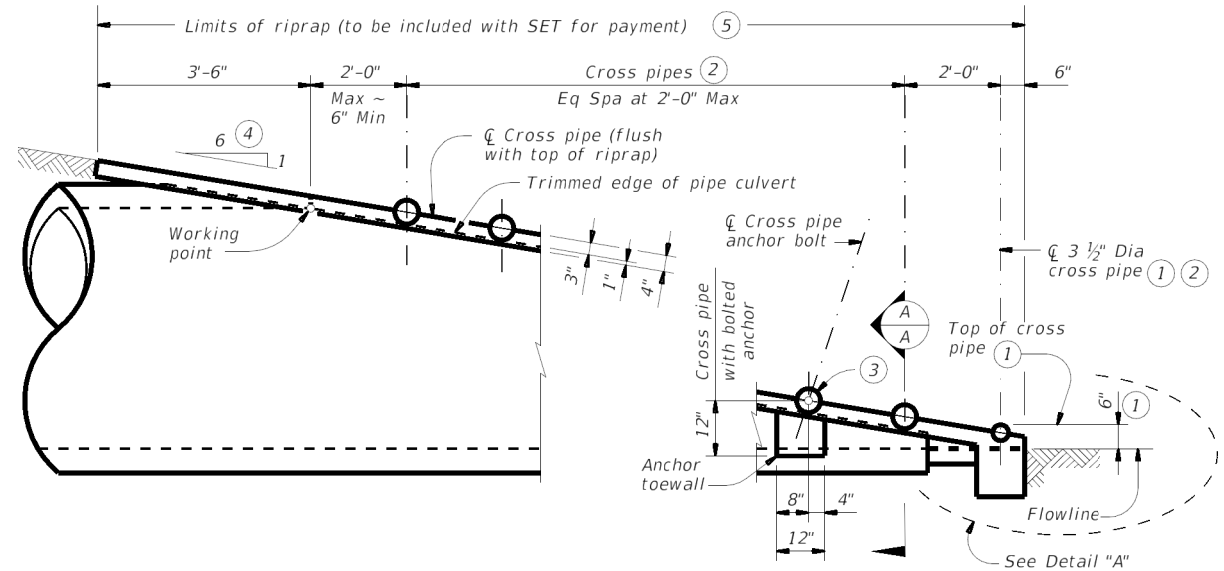 Limits of riprap (to be included with SET for payment) 5
3'-6"
2'-0"
Max ~
6" Min
Cross pipes 2
Eq Spa at 2'-0" Max
2'-0"
6"
6 4
1
℄ Cross pipe (flush
with top of riprap)
Trimmed edge of pipe culvert
Working
point
3"
1"
4"
℄ Cross pipe
anchor bolt
℄ 3 ½" Dia
cross pipe 1 2
Cross pipe
with bolted
anchor
A
A
Top of cross
pipe 1
3
6" 1
12"
Anchor
toewall
8"
4"
12"
Flowline
See Detail "A"